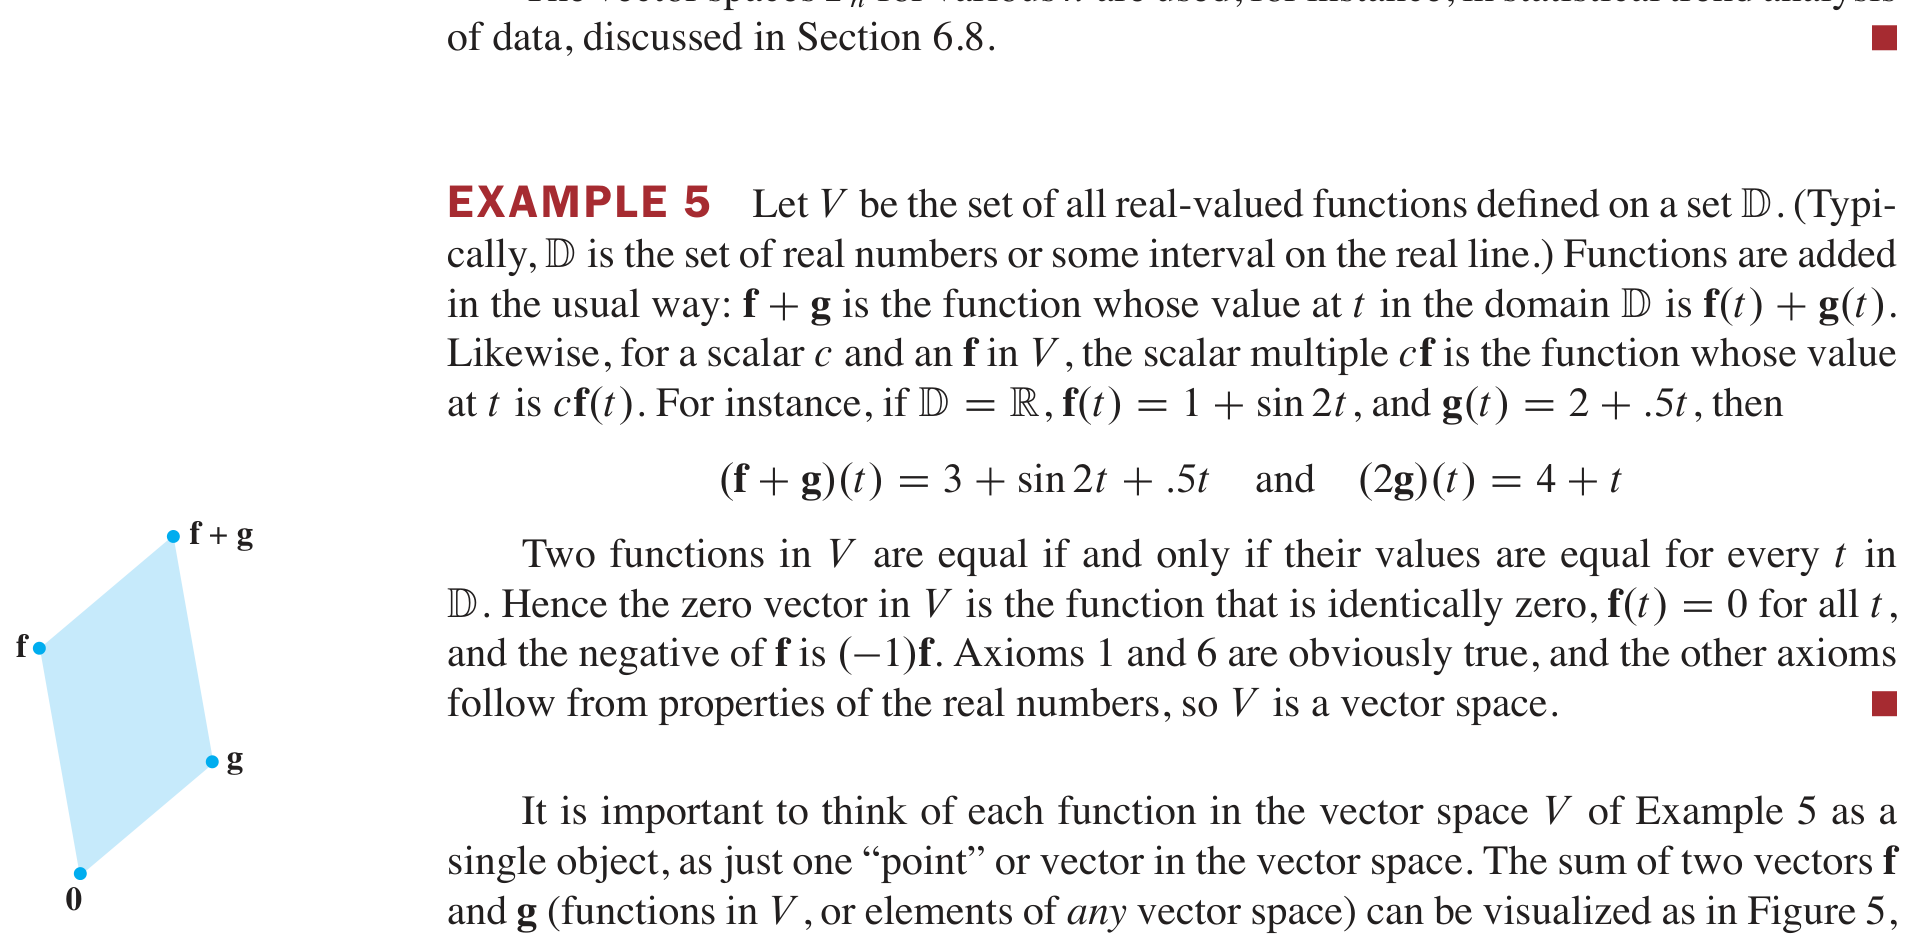 of data, discussed in Section 6.8.
EXAMPLE 5 Let V be the set of all real-valued functions defined on a set 𝔻. (Typi-
cally, 𝔻 is the set of real numbers or some interval on the real line.) Functions are added
in the usual way: f + g is the function whose value at t in the domain 𝔻 is f(t) + g(t).
Likewise, for a scalar c and an f in V, the scalar multiple cf is the function whose value
at t is cf(t). For instance, if 𝔻 = ℝ, f(t) = 1 + sin 2t, and g(t) = 2 + .5t, then
(f + g)(t) = 3 + sin 2t + .5t and (2g)(t) = 4 + t
Two functions in V are equal if and only if their values are equal for every t in
𝔻. Hence the zero vector in V is the function that is identically zero, f(t) = 0 for all t,
and the negative of f is (−1)f. Axioms 1 and 6 are obviously true, and the other axioms
follow from properties of the real numbers, so V is a vector space.
It is important to think of each function in the vector space V of Example 5 as a
single object, as just one “point” or vector in the vector space. The sum of two vectors f
and g (functions in V, or elements of any vector space) can be visualized as in Figure 5,
f + g
f
g
0